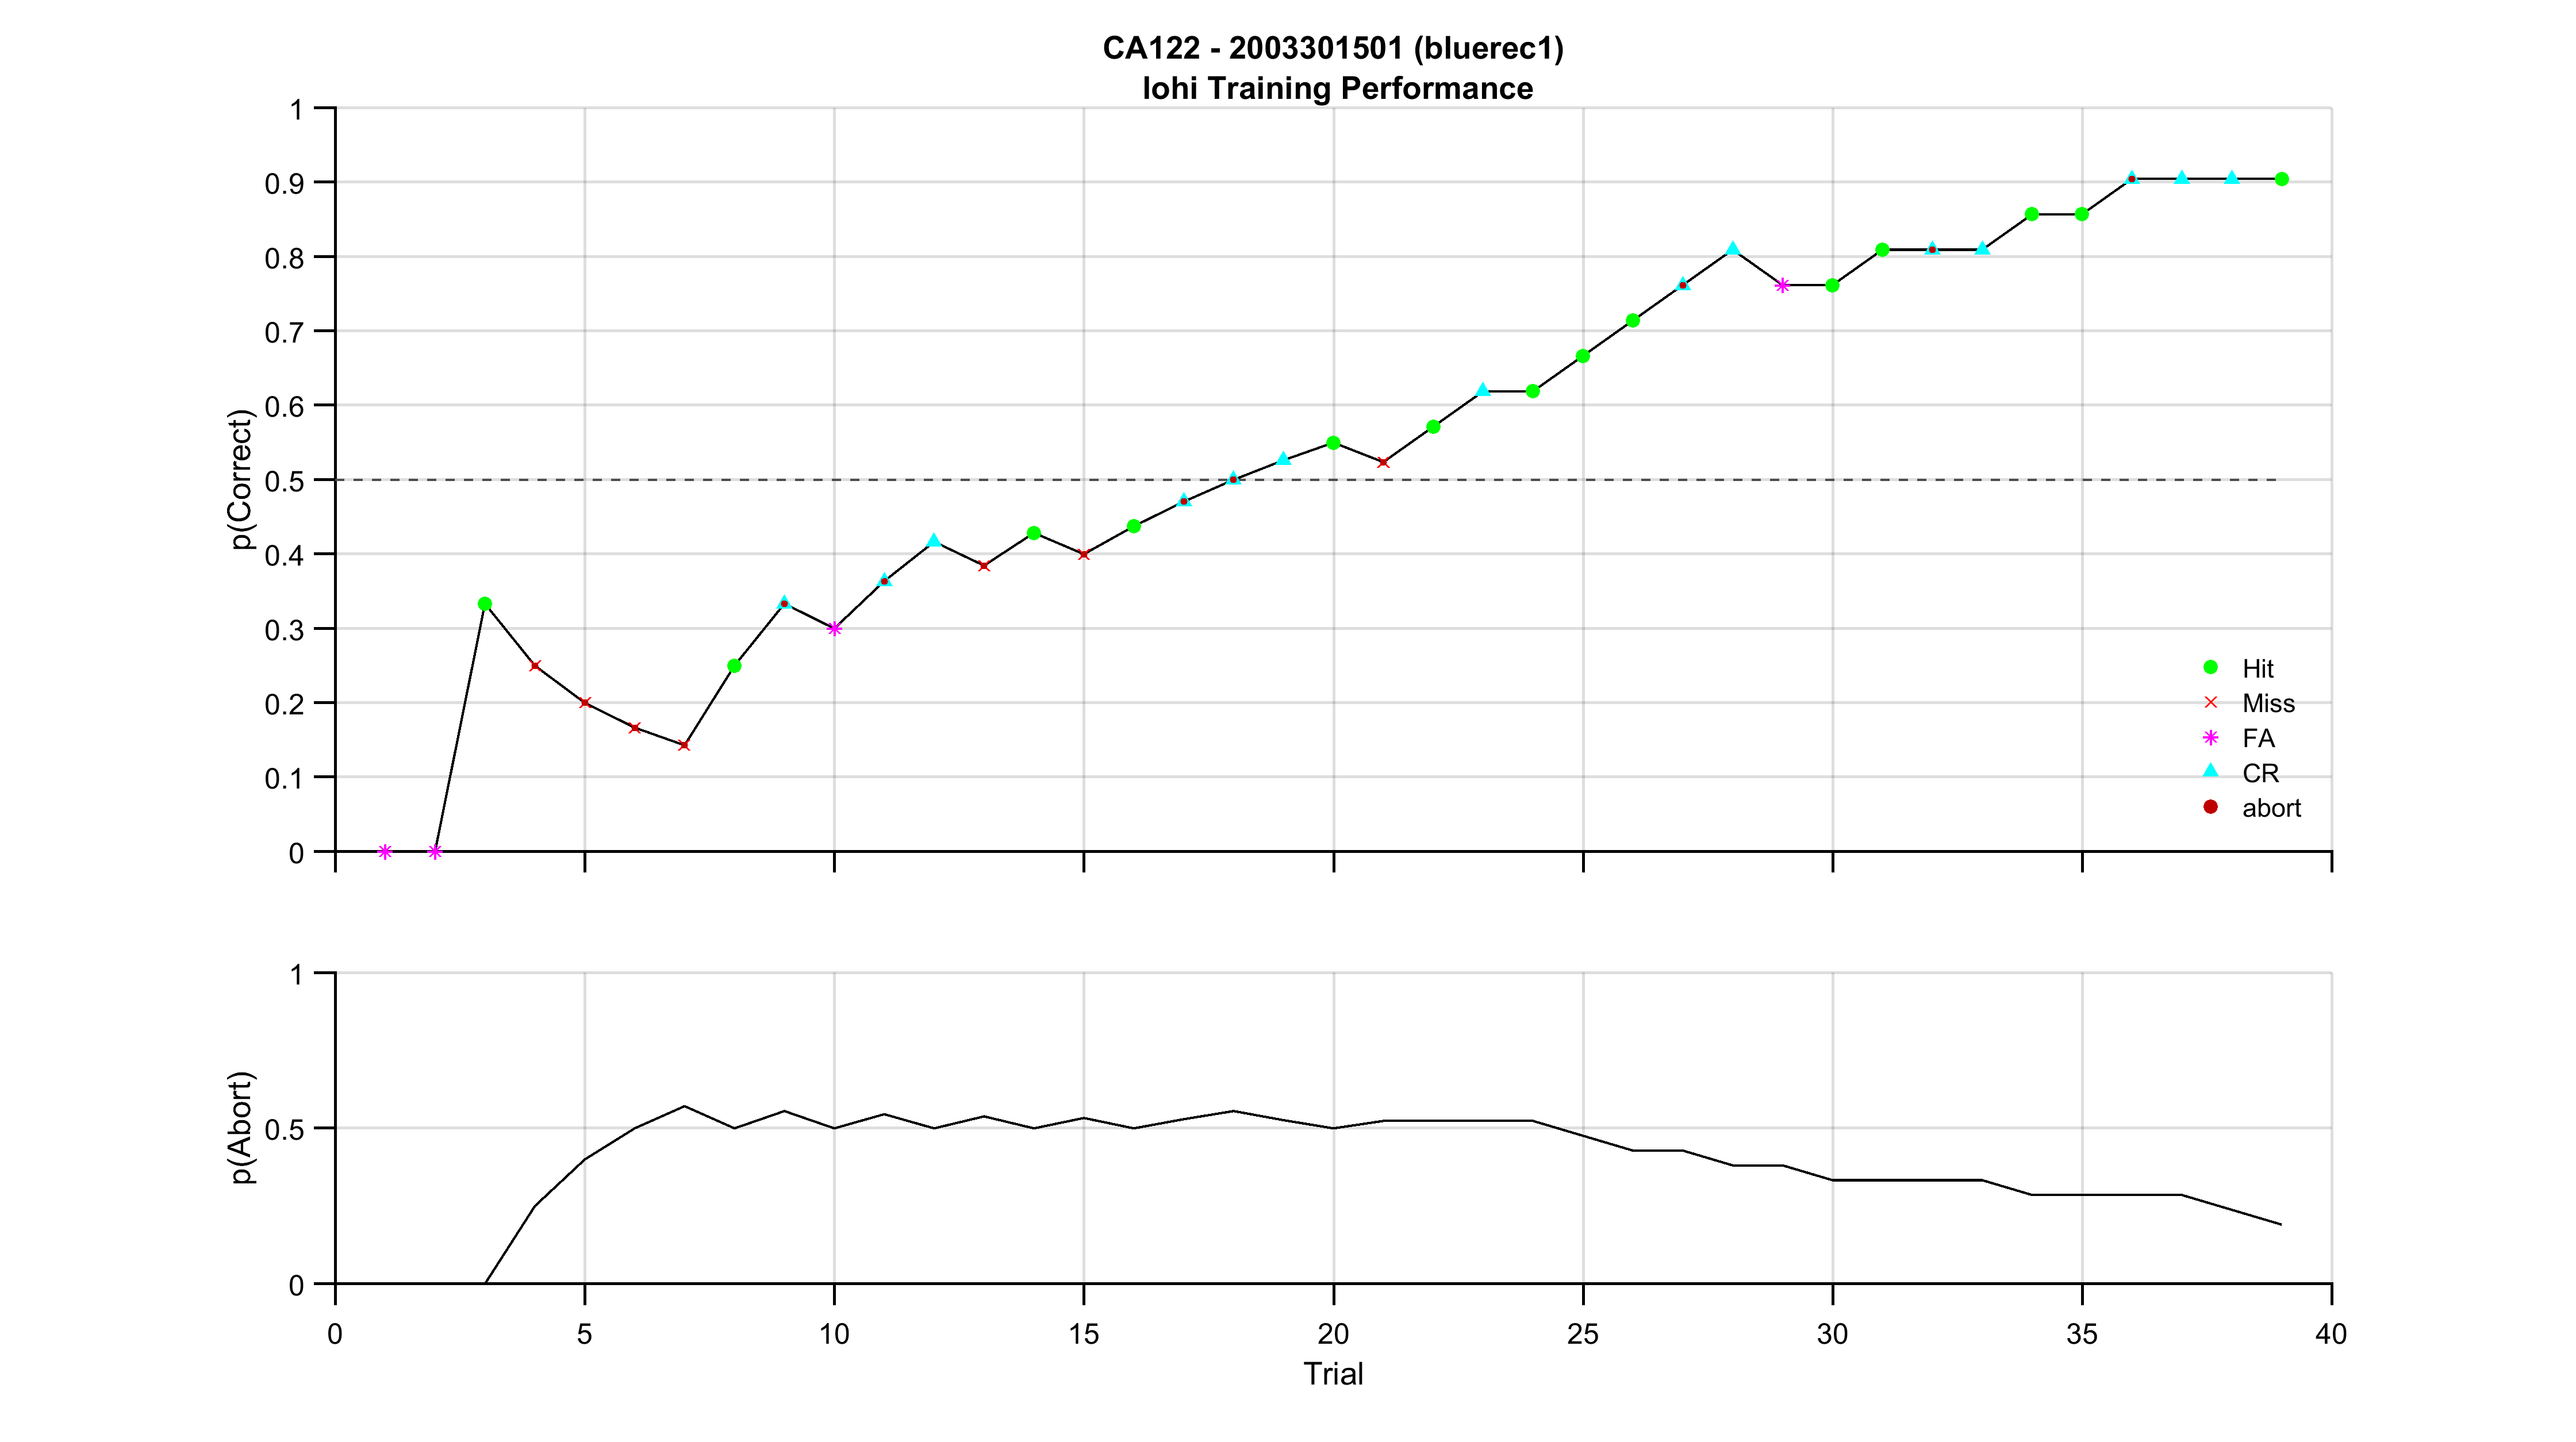 CA122 - 2003301501 (bluerec1)
lohi Training Performance
1
0.9
0.8
0.7
0.6
0.5
0.4
0.3
0.2
0.1
0
p(Correct)
Hit
Miss
FA
CR
abort
1
0.5
0
p(Abort)
0 5 10 15 20 25 30 35 40
Trial